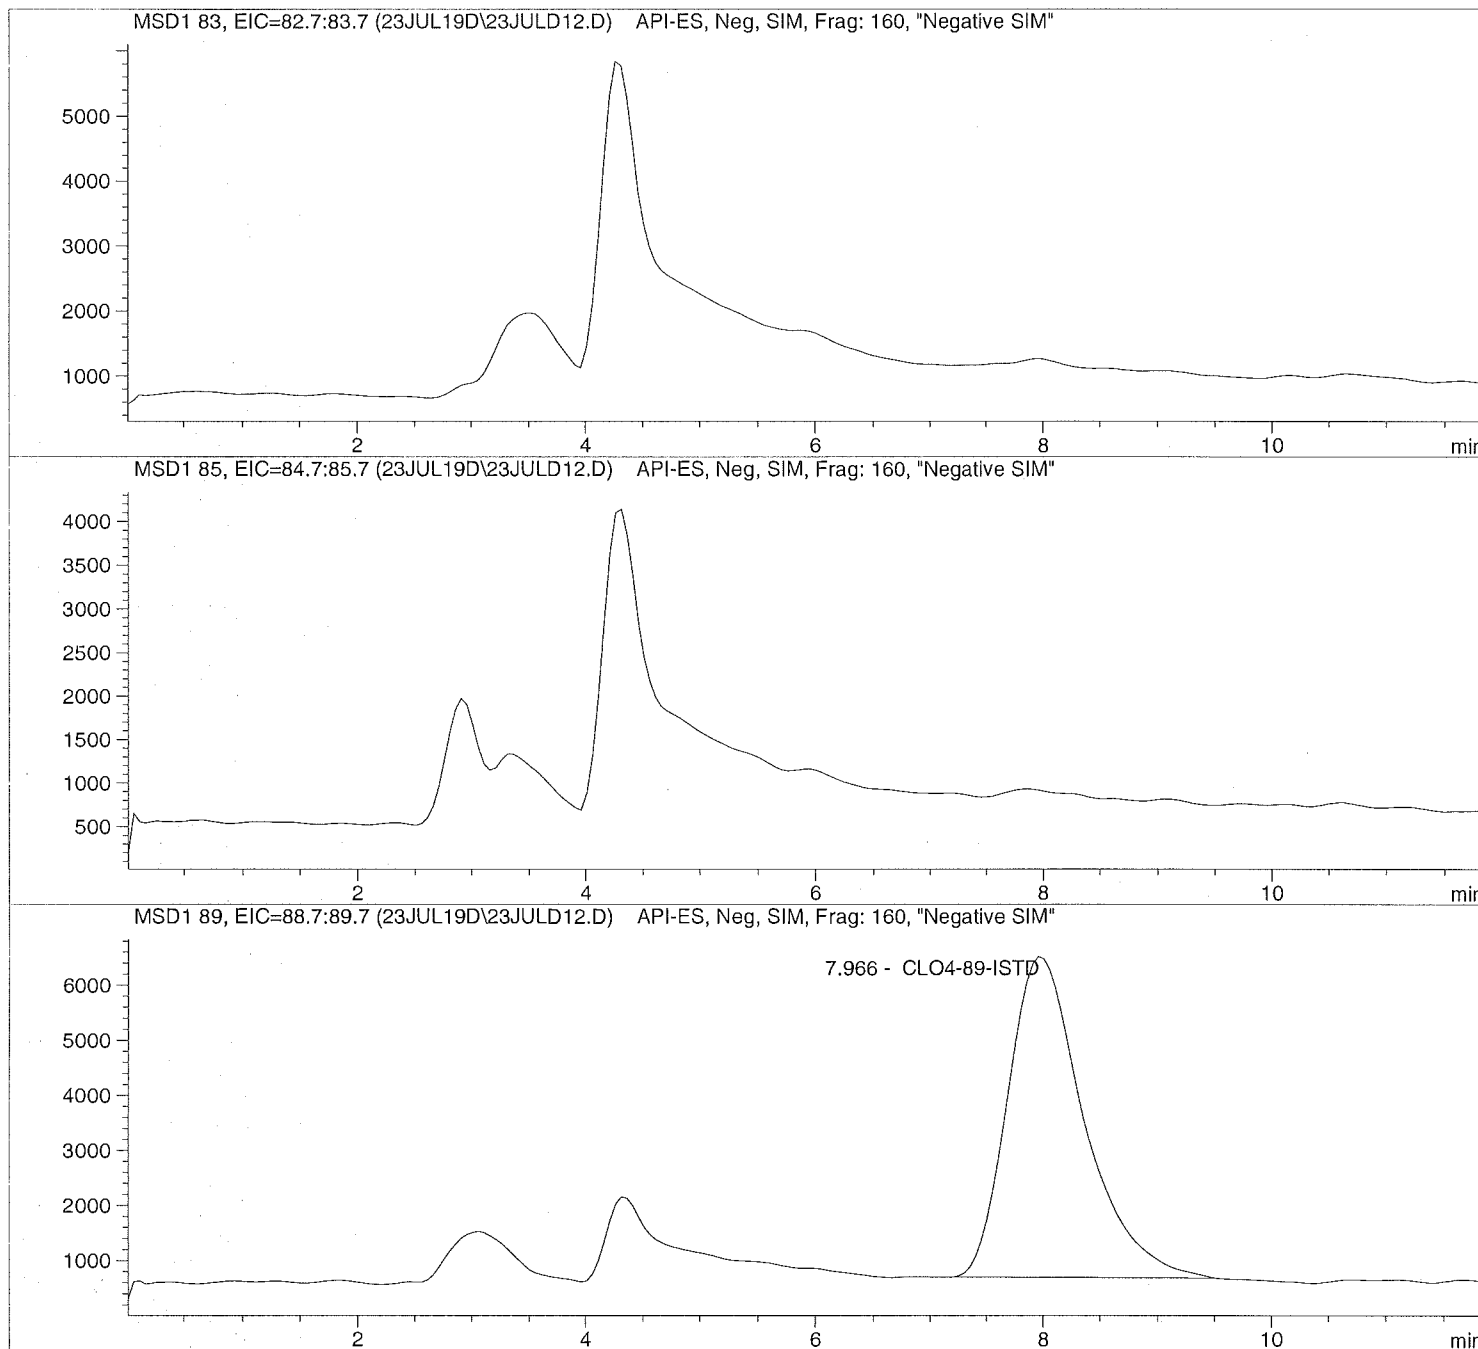 MSD1 83, EIC=82.7:83.7 (23JUL19D\23JULD12.D) API-ES, Neg, SIM, Frag: 160, "Negative SIM"
5000
4000
3000
2000
1000
2 4 6 8 10 min
MSD1 85, EIC=84.7:85.7 (23JUL19D\23JULD12.D) API-ES, Neg, SIM, Frag: 160, "Negative SIM"
4000
3500
3000
2500
2000
1500
1000
500
2 4 6 8 10 min
MSD1 89, EIC=88.7:89.7 (23JUL19D\23JULD12.D) API-ES, Neg, SIM, Frag: 160, "Negative SIM"
7.966 - CLO4-89-ISTD
6000
5000
4000
3000
2000
1000
2 4 6 8 10 min